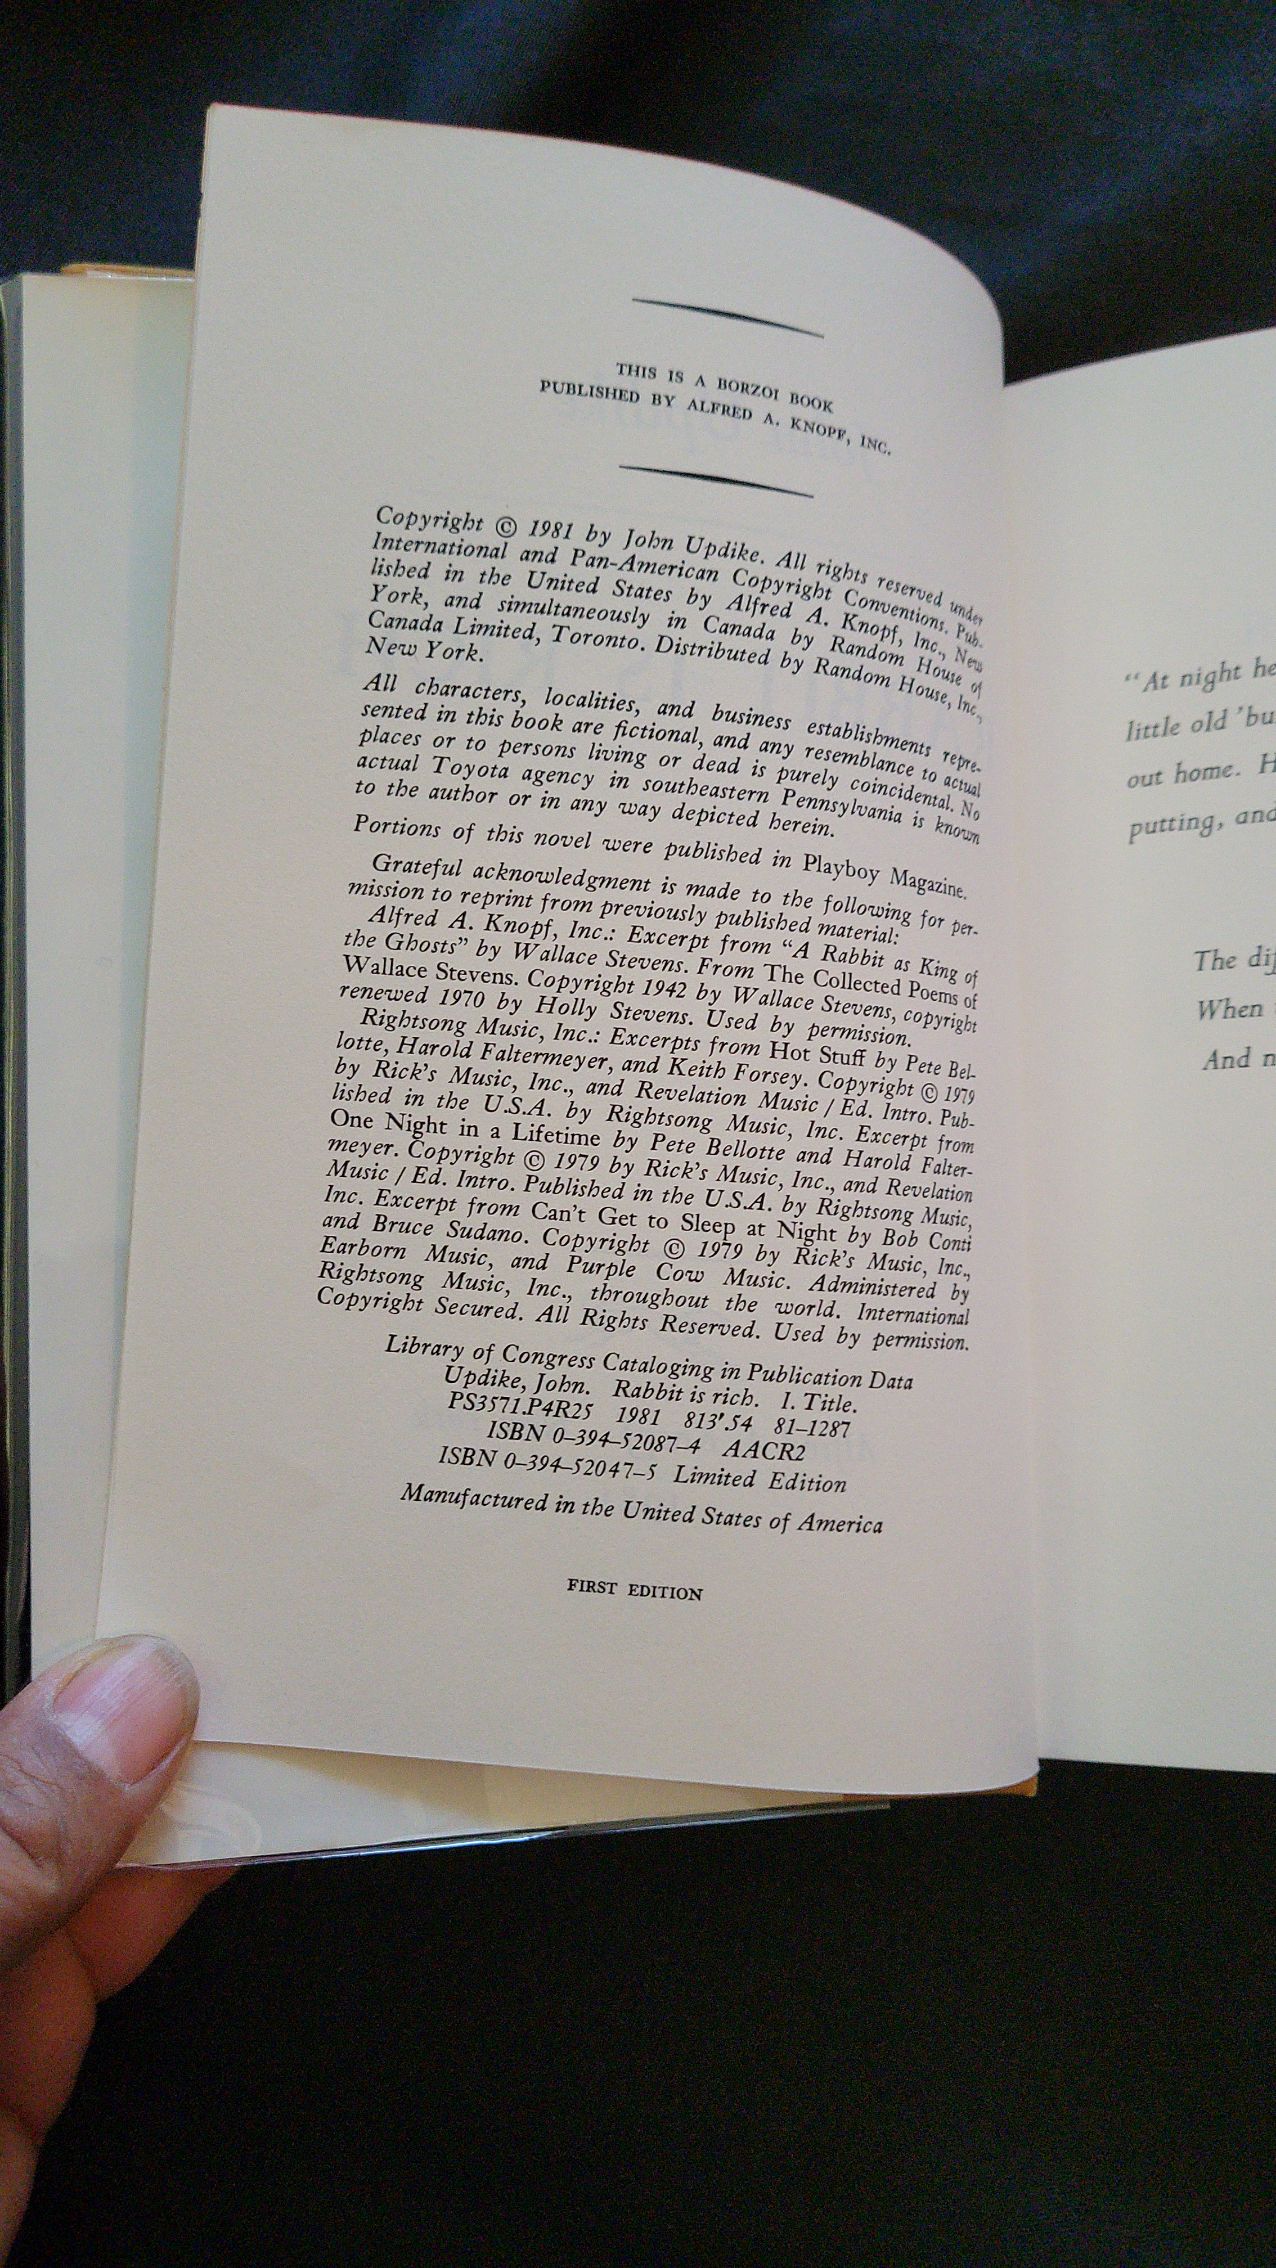 THIS IS A BORZOI BOOK
PUBLISHED BY ALFRED A. KNOPF, INC.
Copyright © 1981 by John Updike. All rights reserved under
International and Pan-American Copyright Conventions. Pub-
lished in the United States by Alfred A. Knopf, Inc., New
York, and simultaneously in Canada by Random House of
Canada Limited, Toronto. Distributed by Random House, Inc.,
New York.
All characters, localities, and business establishments repre-
sented in this book are fictional, and any resemblance to actual
places or to persons living or dead is purely coincidental. No
actual Toyota agency in southeastern Pennsylvania is known
to the author or in any way depicted herein.
Portions of this novel were published in Playboy Magazine.
Grateful acknowledgment is made to the following for per-
mission to reprint from previously published material:
Alfred A. Knopf, Inc.: Excerpt from “A Rabbit as King of
the Ghosts” by Wallace Stevens. From The Collected Poems of
Wallace Stevens. Copyright 1942 by Wallace Stevens, copyright
renewed 1970 by Holly Stevens. Used by permission.
Rightsong Music, Inc.: Excerpts from Hot Stuff by Pete Bel-
lotte, Harold Faltermeyer, and Keith Forsey. Copyright © 1979
by Rick's Music, Inc., and Revelation Music / Ed. Intro. Pub-
lished in the U.S.A. by Rightsong Music, Inc. Excerpt from
One Night in a Lifetime by Pete Bellotte and Harold Falter-
meyer. Copyright © 1979 by Rick's Music, Inc., and Revelation
Music / Ed. Intro. Published in the U.S.A. by Rightsong Music,
Inc. Excerpt from Can't Get to Sleep at Night by Bob Conti
and Bruce Sudano. Copyright © 1979 by Rick's Music, Inc.,
Earborn Music, and Purple Cow Music. Administered by
Rightsong Music, Inc., throughout the world. International
Copyright Secured. All Rights Reserved. Used by permission.
Library of Congress Cataloging in Publication Data
Updike, John. Rabbit is rich. I. Title.
PS3571.P4R25 1981 813'.54 81–1287
ISBN 0–394–52087–4 AACR2
ISBN 0–394–52047–5 Limited Edition
Manufactured in the United States of America
FIRST EDITION
“At night he
little old 'bu
out home. H
putting, and
The dif
When
And n